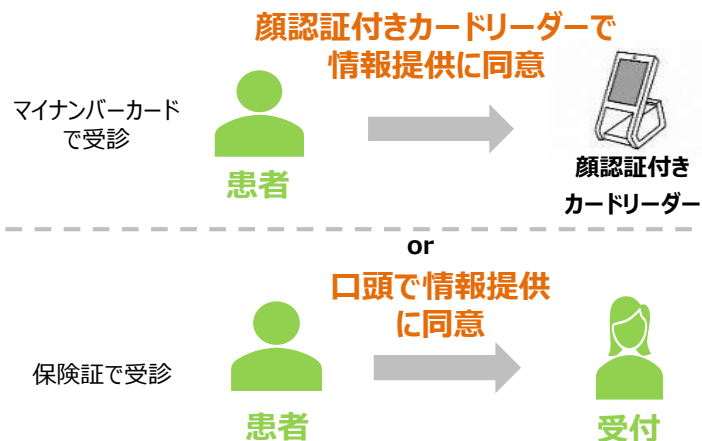 顔認証付きカードリーダーで
情報提供に同意
マイナンバーカード
で受診
患者
顔認証付き
カードリーダー
or
口頭で情報提供
に同意
保険証で受診
患者
受付